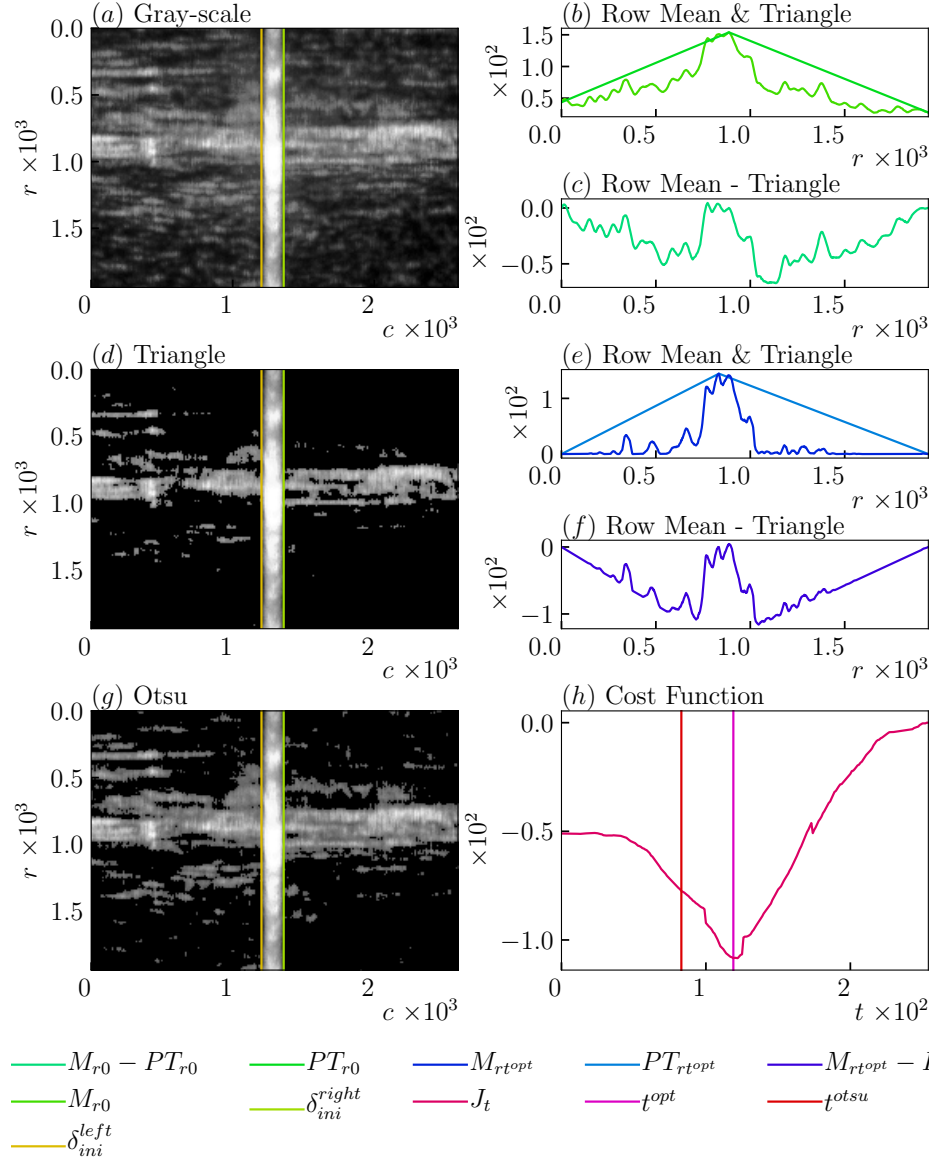 (a) Gray-scale
0.0
0.5
1.0
1.5
r ×10³
0
1
2
c ×10³
(b) Row Mean & Triangle
1.5
1.0
0.5
×10²
0.0
0.5
1.0
1.5
r ×10³
(c) Row Mean - Triangle
0.0
−0.5
×10²
0.0
0.5
1.0
1.5
r ×10³
(d) Triangle
0.0
0.5
1.0
1.5
r ×10³
0
1
2
c ×10³
(e) Row Mean & Triangle
1
0
×10²
0.0
0.5
1.0
1.5
r ×10³
(f) Row Mean - Triangle
0
−1
×10²
0.0
0.5
1.0
1.5
r ×10³
(g) Otsu
0.0
0.5
1.0
1.5
r ×10³
0
1
2
c ×10³
(h) Cost Function
0.0
−0.5
−1.0
×10²
0
1
2
t ×10²
M_{r0} − PT_{r0}
PT_{r0}
M_{rt^{opt}}
PT_{rt^{opt}}
M_{rt^{opt}} −
M_{r0}
δ_{ini}^{right}
J_t
t^{opt}
t^{otsu}
δ_{ini}^{left}